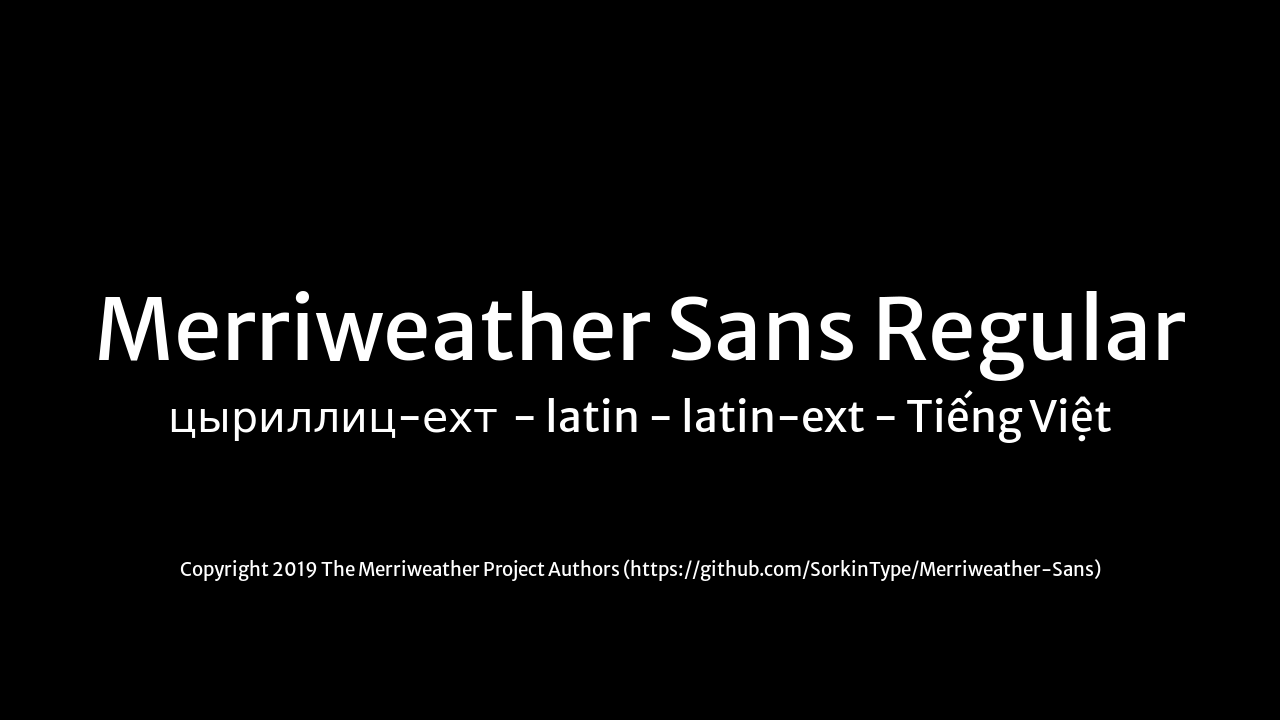 Merriweather Sans Regular
цыриллиц-ехт - latin - latin-ext - Tiếng Việt
Copyright 2019 The Merriweather Project Authors (https://github.com/SorkinType/Merriweather-Sans)